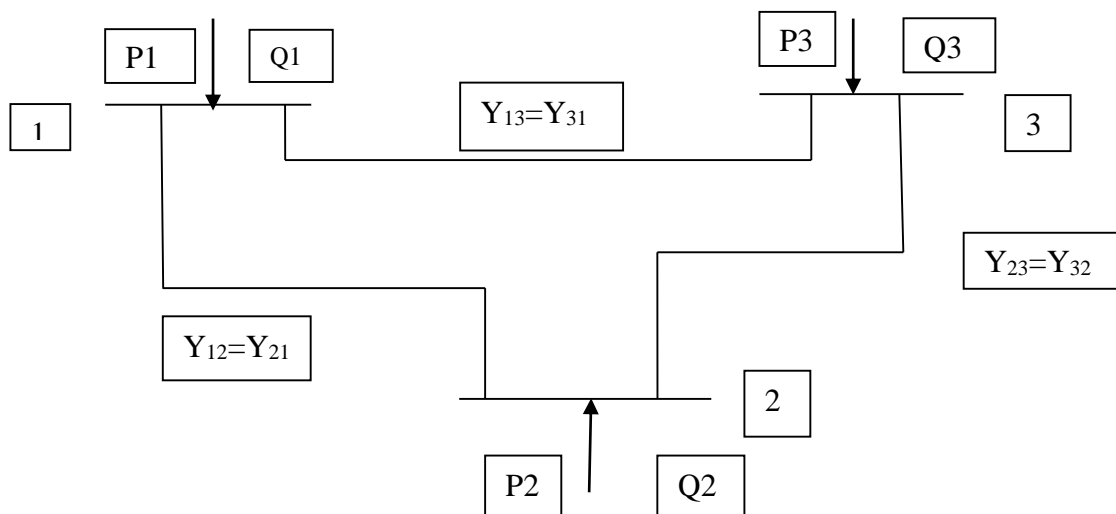 P1
Q1
P3
Q3
1
Y₁₃=Y₃₁
3
Y₂₃=Y₃₂
Y₁₂=Y₂₁
2
P2
Q2